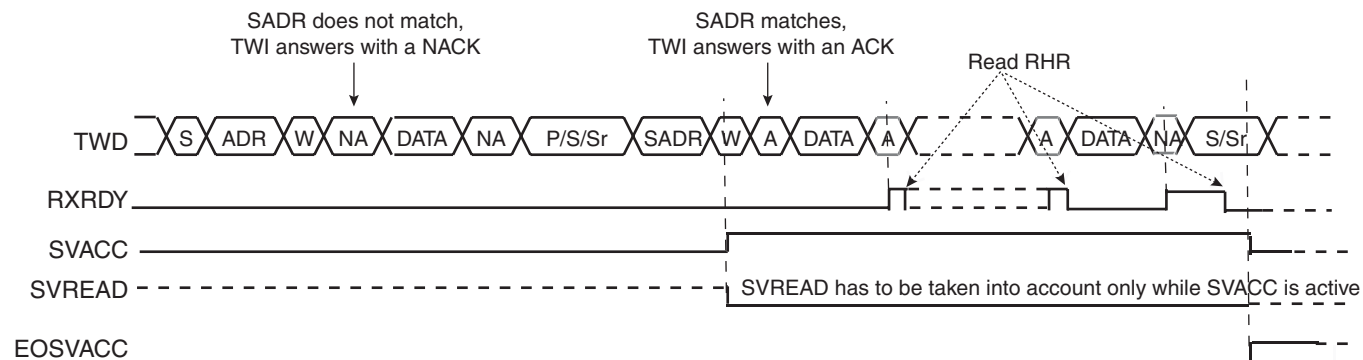 SADR does not match,
TWI answers with a NACK
SADR matches,
TWI answers with an ACK
Read RHR
TWD S ADR W NA DATA NA P/S/Sr SADR W A DATA A A DATA NA S/Sr
RXRDY
SVACC
SVREAD SVREAD has to be taken into account only while SVACC is active
EOSVACC